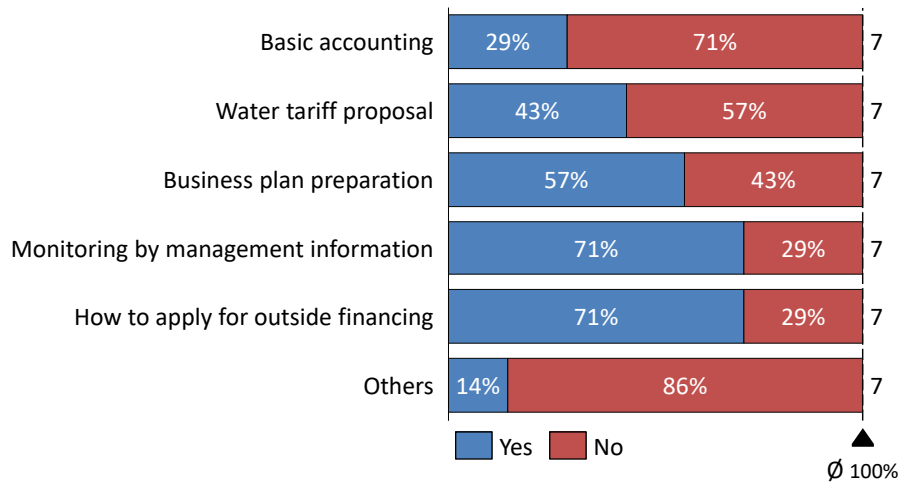 Basic accounting 29% 71% 7
Water tariff proposal 43% 57% 7
Business plan preparation 57% 43% 7
Monitoring by management information 71% 29% 7
How to apply for outside financing 71% 29% 7
Others 14% 86% 7
Yes No
Ø 100%